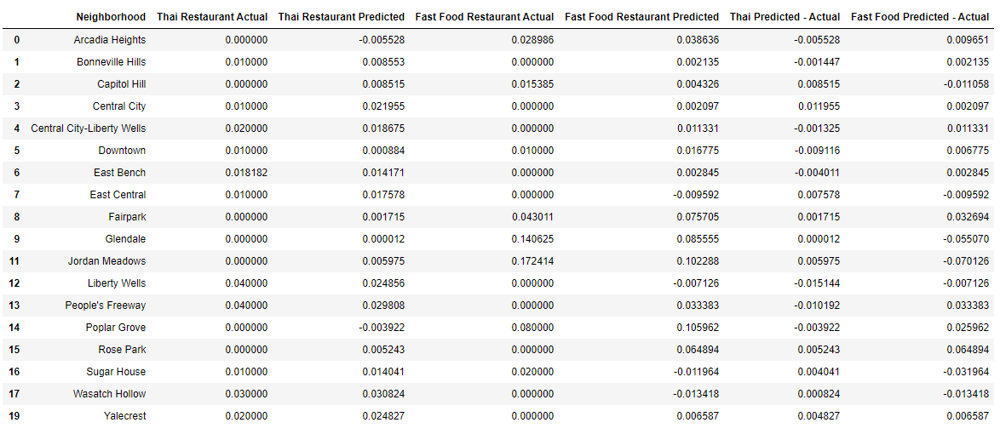 Neighborhood Thai Restaurant Actual Thai Restaurant Predicted Fast Food Restaurant Actual Fast Food Restaurant Predicted Thai Predicted - Actual Fast Food Predicted - Actual
0 Arcadia Heights 0.000000 -0.005528 0.028986 0.038636 -0.005528 0.009651
1 Bonneville Hills 0.010000 0.008553 0.000000 0.002135 -0.001447 0.002135
2 Capitol Hill 0.000000 0.008515 0.015385 0.004326 0.008515 -0.011058
3 Central City 0.010000 0.021955 0.000000 0.002097 0.011955 0.002097
4 Central City-Liberty Wells 0.020000 0.018675 0.000000 0.011331 -0.001325 0.011331
5 Downtown 0.010000 0.000884 0.010000 0.016775 -0.009116 0.006775
6 East Bench 0.018182 0.014171 0.000000 0.002845 -0.004011 0.002845
7 East Central 0.010000 0.017578 0.000000 -0.009592 0.007578 -0.009592
8 Fairpark 0.000000 0.001715 0.043011 0.075705 0.001715 0.032694
9 Glendale 0.000000 0.000012 0.140625 0.085555 0.000012 -0.055070
11 Jordan Meadows 0.000000 0.005975 0.172414 0.102288 0.005975 -0.070126
12 Liberty Wells 0.040000 0.024856 0.000000 -0.007126 -0.015144 -0.007126
13 People's Freeway 0.040000 0.029808 0.000000 0.033383 -0.010192 0.033383
14 Poplar Grove 0.000000 -0.003922 0.080000 0.105962 -0.003922 0.025962
15 Rose Park 0.000000 0.005243 0.000000 0.064894 0.005243 0.064894
16 Sugar House 0.010000 0.014041 0.020000 -0.011964 0.004041 -0.031964
17 Wasatch Hollow 0.030000 0.030824 0.000000 -0.013418 0.000824 -0.013418
19 Yalecrest 0.020000 0.024827 0.000000 0.006587 0.004827 0.006587